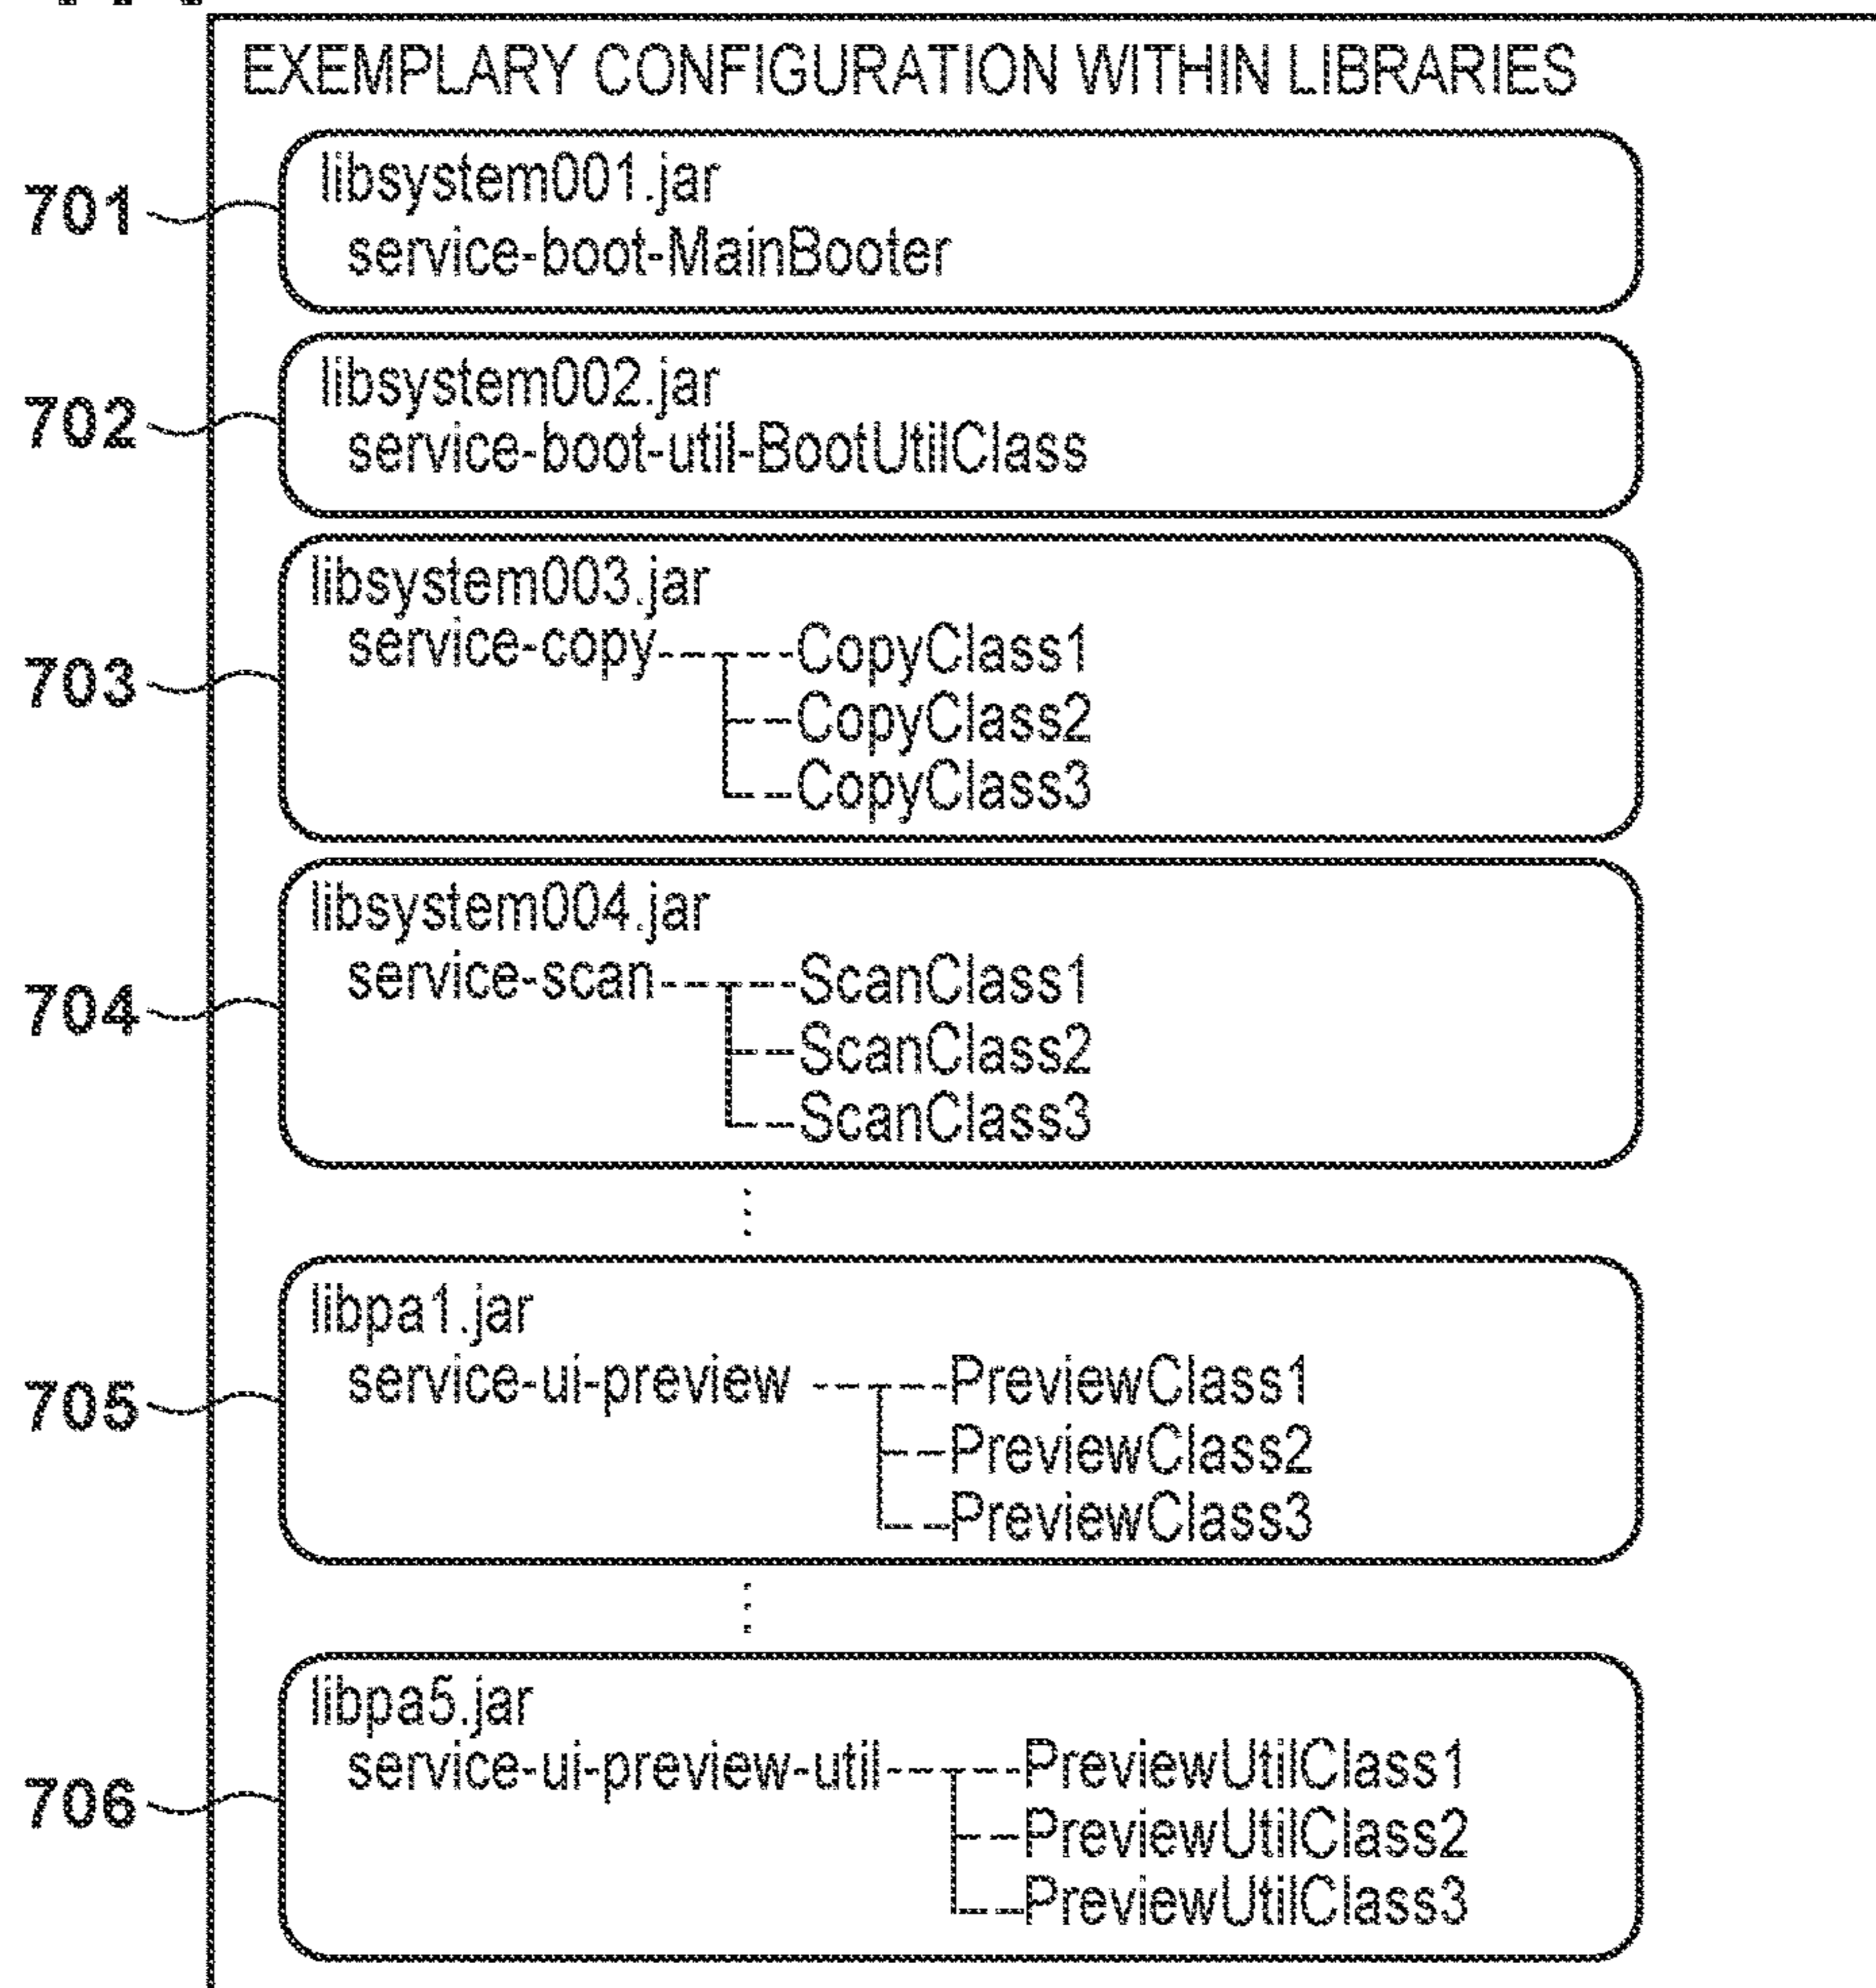 EXEMPLARY CONFIGURATION WITHIN LIBRARIES
701
libsystem001.jar
service-boot-MainBooter
702
libsystem002.jar
service-boot-util-BootUtilClass
703
libsystem003.jar
service-copy CopyClass1
CopyClass2
CopyClass3
704
libsystem004.jar
service-scan ScanClass1
ScanClass2
ScanClass3
705
libpa1.jar
service-ui-preview PreviewClass1
PreviewClass2
PreviewClass3
706
libpa5.jar
service-ui-preview-util PreviewUtilClass1
PreviewUtilClass2
PreviewUtilClass3